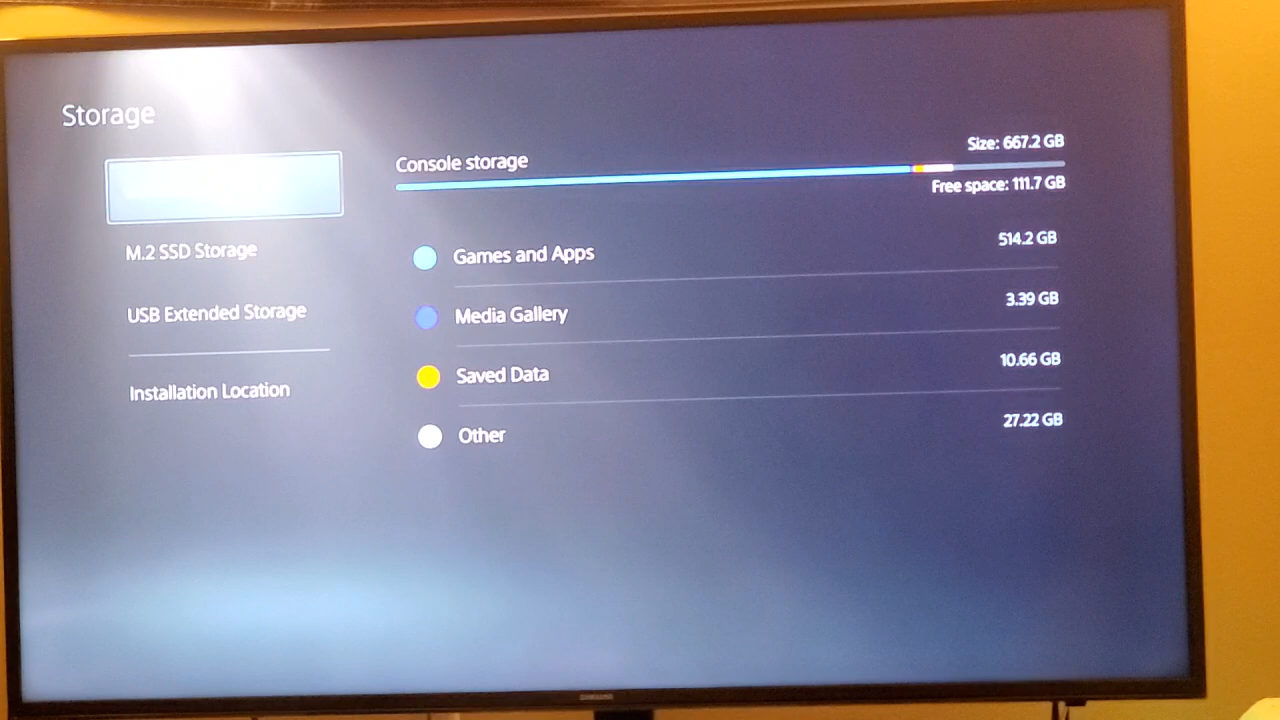 Storage
Size: 667.2 GB
Console storage
Free space: 111.7 GB
M.2 SSD Storage
USB Extended Storage
Installation Location
Games and Apps 514.2 GB
Media Gallery 3.39 GB
Saved Data 10.66 GB
Other 27.22 GB
SAMSUNG